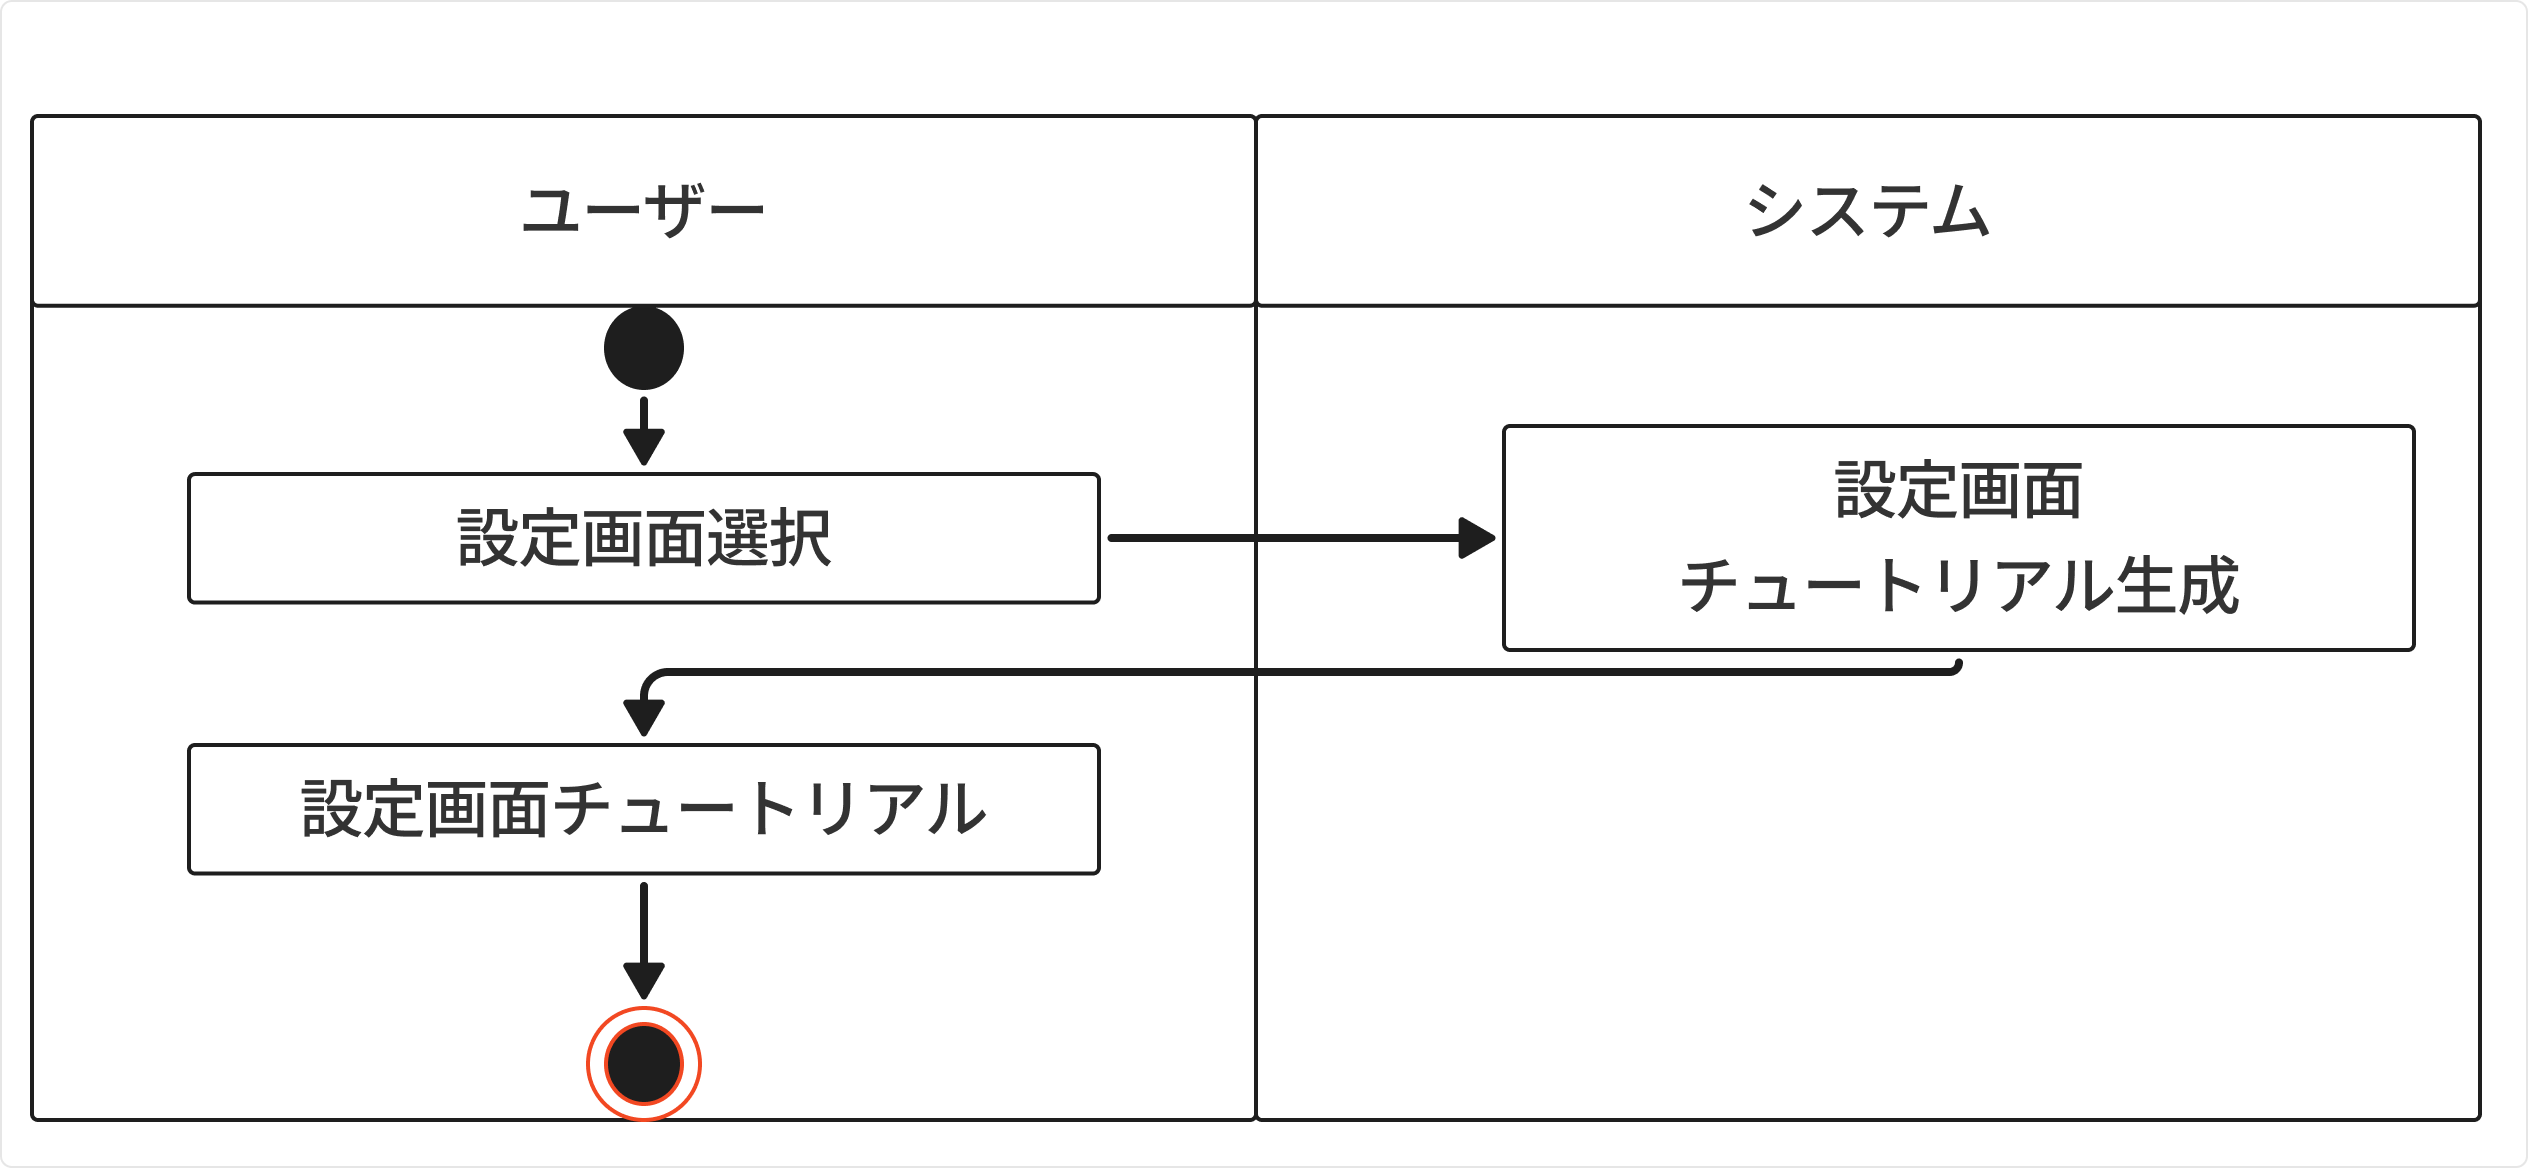 ユーザー
システム
設定画面選択
設定画面
チュートリアル生成
設定画面チュートリアル